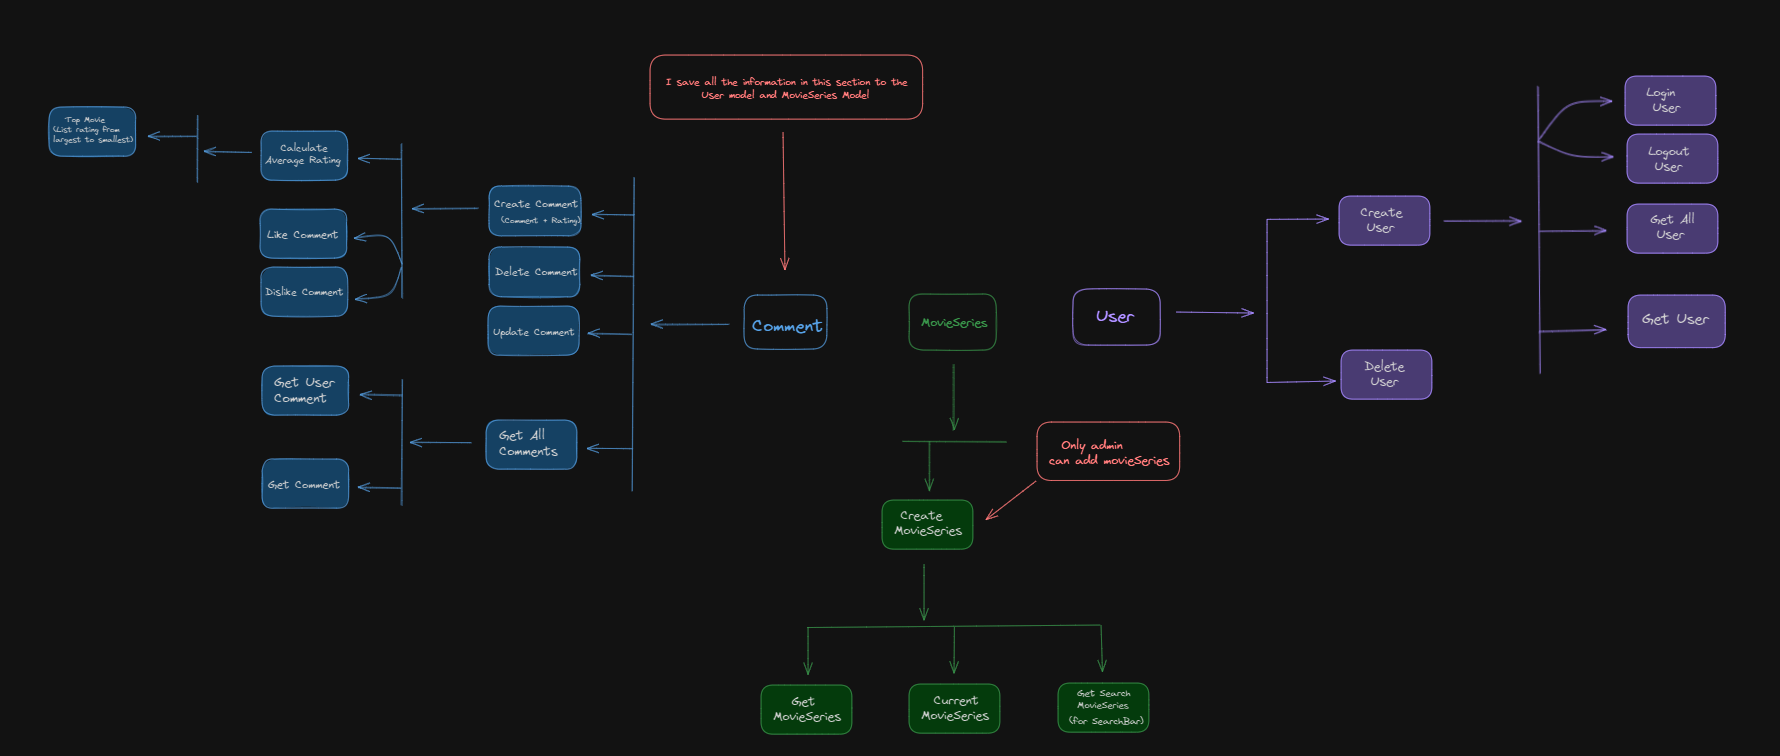 I save all the information in this section to the
User model and MovieSeries Model
Top Movie
(List rating from
largest to smallest)
Calculate
Average Rating
Like Comment
Dislike Comment
Create Comment
(Comment + Rating)
Delete Comment
Update Comment
Get User
Comment
Get Comment
Get All
Comments
Comment
MovieSeries
User
Only admin
can add movieSeries
Create
MovieSeries
Get
MovieSeries
Current
MovieSeries
Get Search
MovieSeries
(for SearchBar)
Create
User
Delete
User
Login
User
Logout
User
Get All
User
Get User